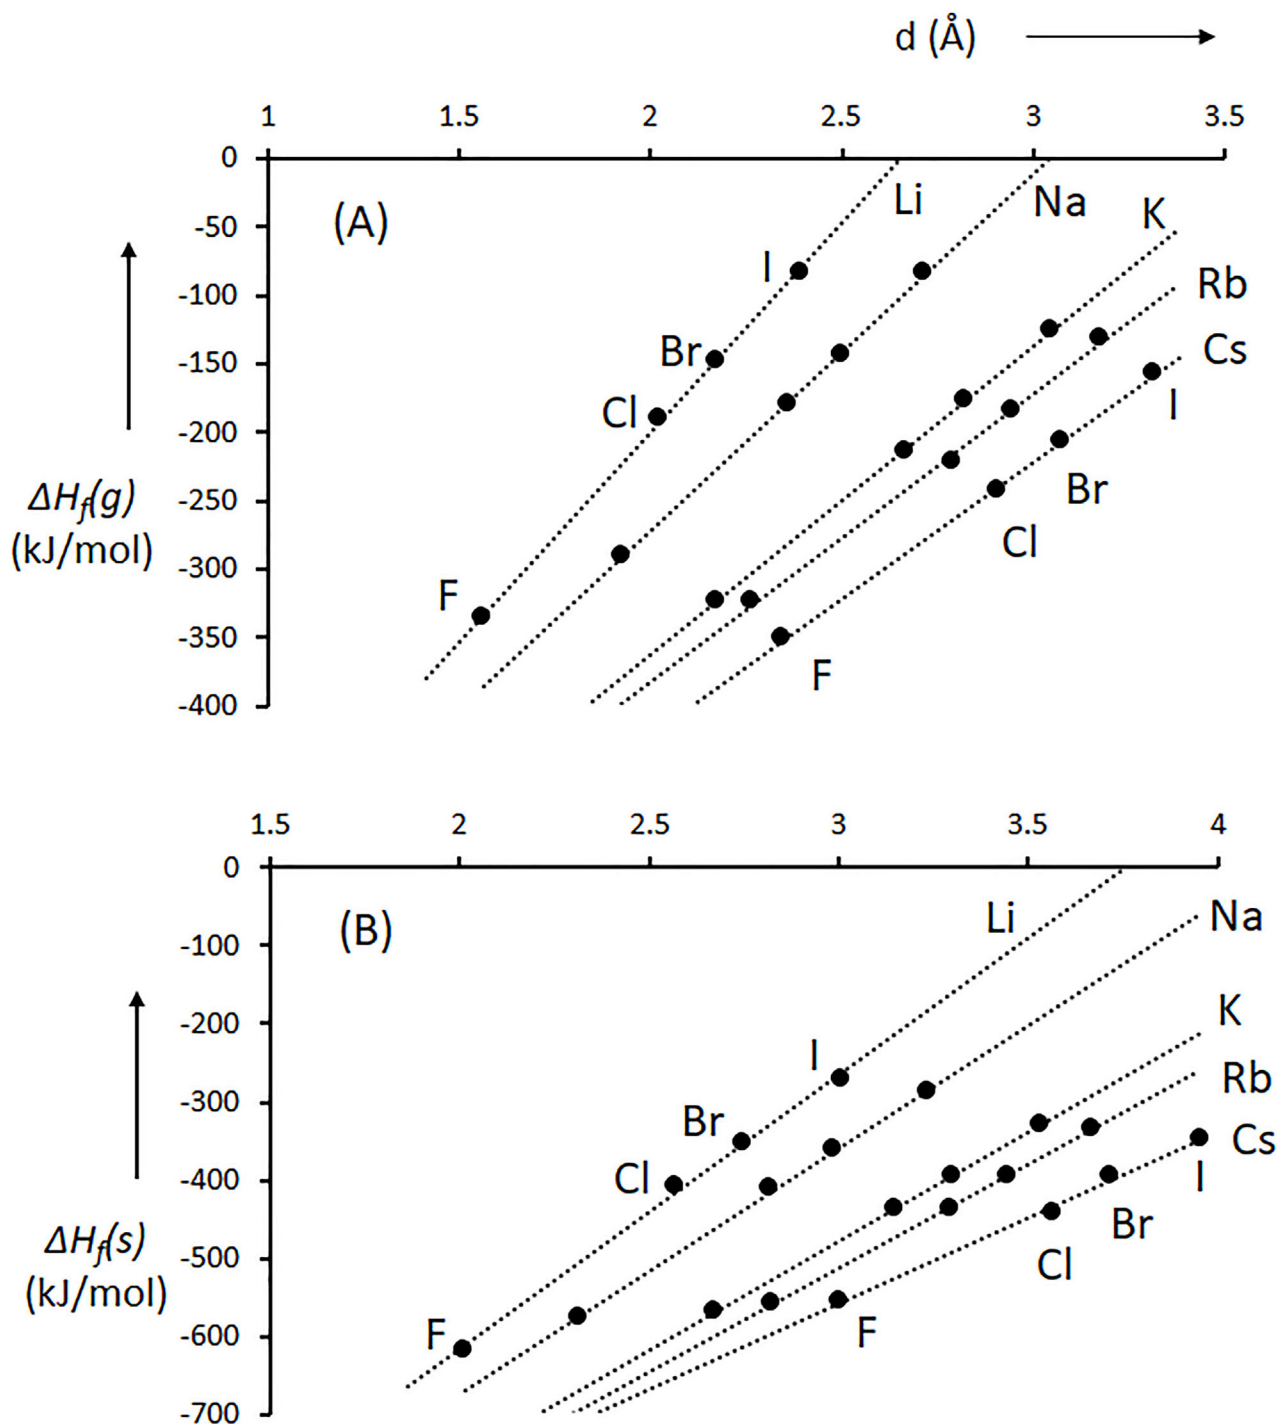 d (Å)
1 1.5 2 2.5 3 3.5
0
-50
-100
-150
-200
-250
-300
-350
-400
(A)
Li
Na
K
Rb
Cs
I
Br
Cl
F
I
Br
Cl
F
ΔHf(g)
(kJ/mol)
1.5 2 2.5 3 3.5 4
0
-100
-200
-300
-400
-500
-600
-700
(B)
Li
Na
K
Rb
Cs
I
Br
Cl
F
I
Br
Cl
F
ΔHf(s)
(kJ/mol)